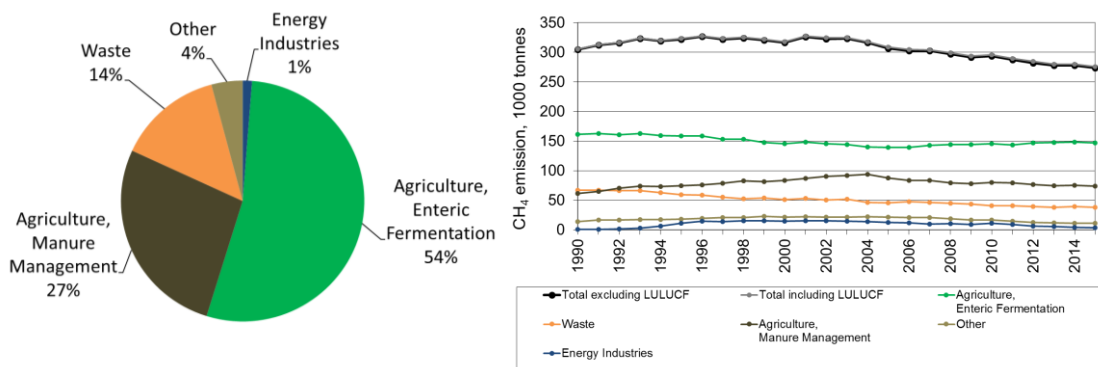 Energy
Industries
1%
Other
4%
Waste
14%
Agriculture,
Enteric
Fermentation
54%
Agriculture,
Manure
Management
27%
CH₄ emission, 1000 tonnes
350
300
250
200
150
100
50
0
1990
1992
1994
1996
1998
2000
2002
2004
2006
2008
2010
2012
2014
Total excluding LULUCF
Total including LULUCF
Agriculture,
Enteric Fermentation
Waste
Agriculture,
Manure Management
Other
Energy Industries